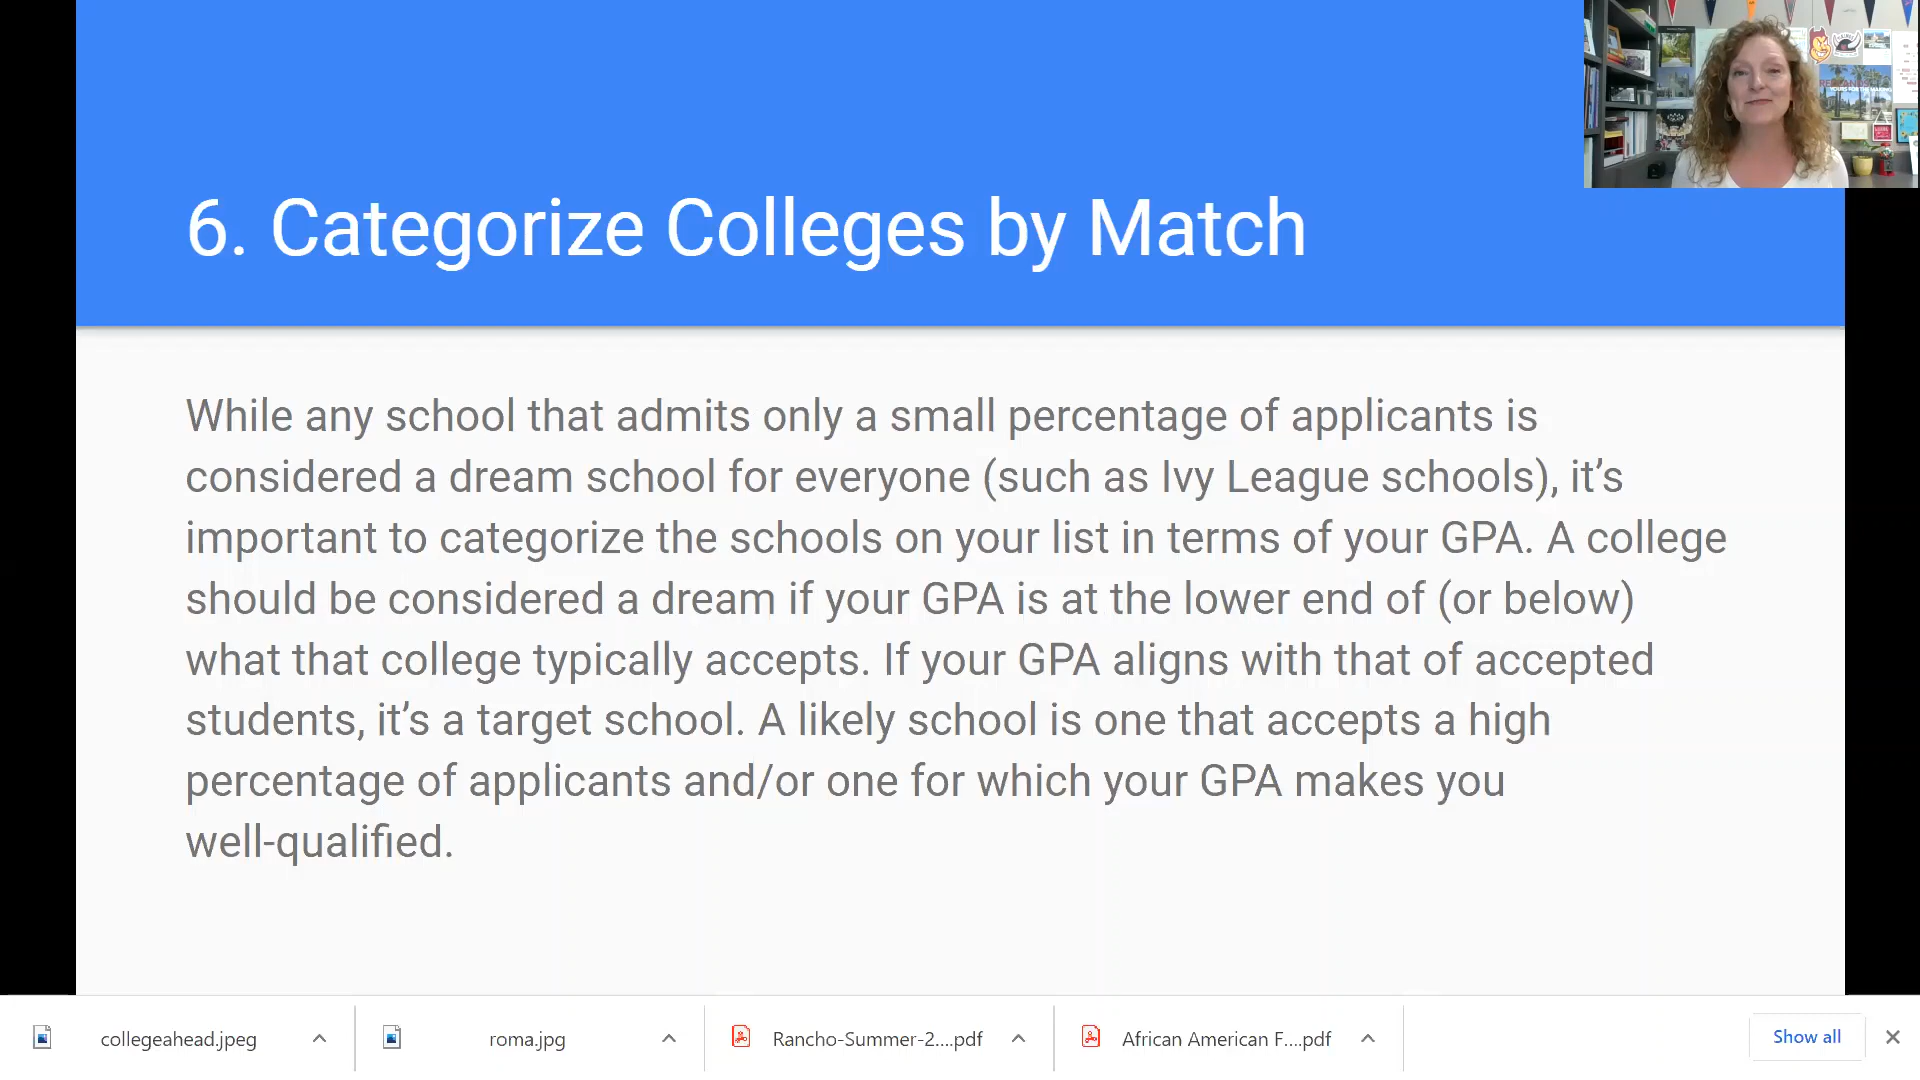 6. Categorize Colleges by Match
While any school that admits only a small percentage of applicants is
considered a dream school for everyone (such as Ivy League schools), it’s
important to categorize the schools on your list in terms of your GPA. A college
should be considered a dream if your GPA is at the lower end of (or below)
what that college typically accepts. If your GPA aligns with that of accepted
students, it’s a target school. A likely school is one that accepts a high
percentage of applicants and/or one for which your GPA makes you
well-qualified.
collegeahead.jpeg
roma.jpg
Rancho-Summer-2....pdf
African American F....pdf
Show all